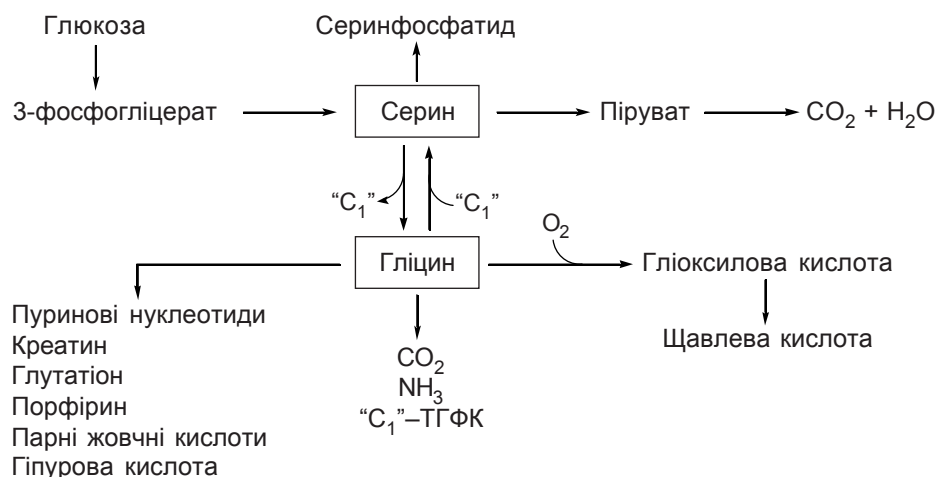 Глюкоза Серинфосфатид
3-фосфогліцерат Серин Піруват CO₂ + H₂O
“C₁” “C₁”
O₂
Гліцин Гліоксилова кислота
Пуринові нуклеотиди
Щавлева кислота
Креатин
CO₂
Глутатіон
NH₃
Порфірин
“C₁”–ТГФК
Парні жовчні кислоти
Гіпурова кислота